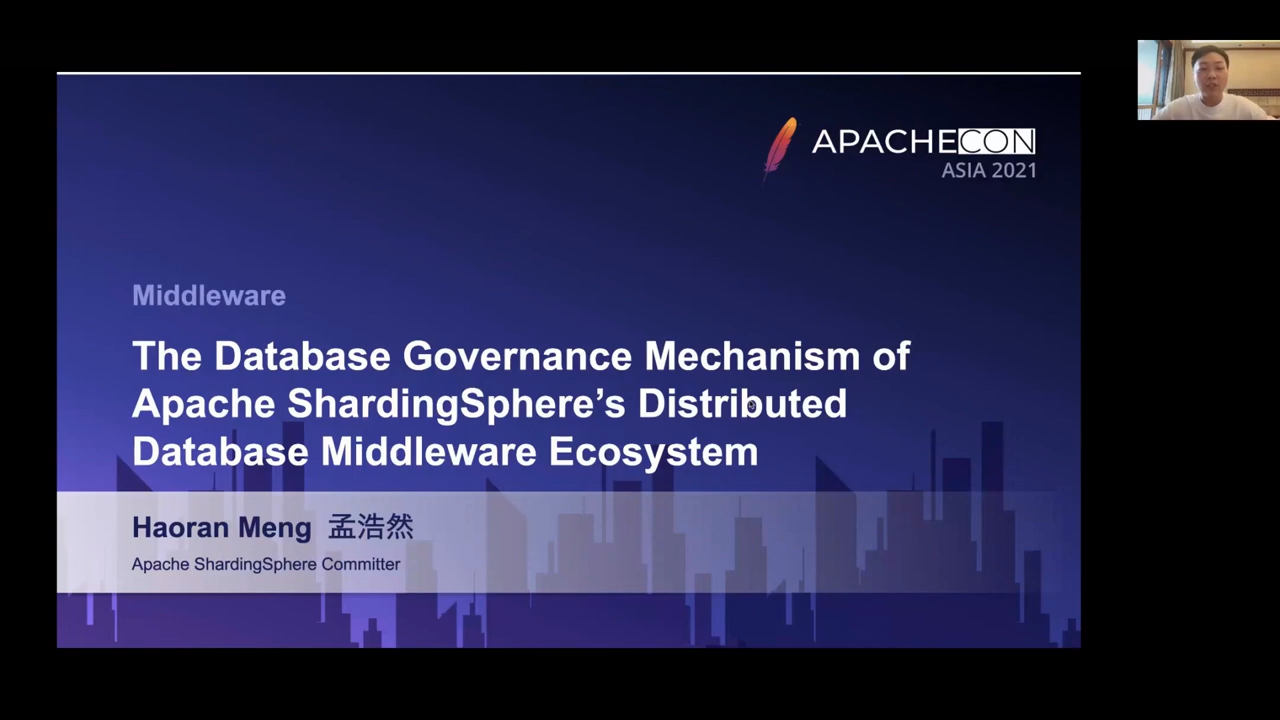 APACHECON
ASIA 2021
Middleware
The Database Governance Mechanism of
Apache ShardingSphere’s Distributed
Database Middleware Ecosystem
Haoran Meng 孟浩然
Apache ShardingSphere Committer